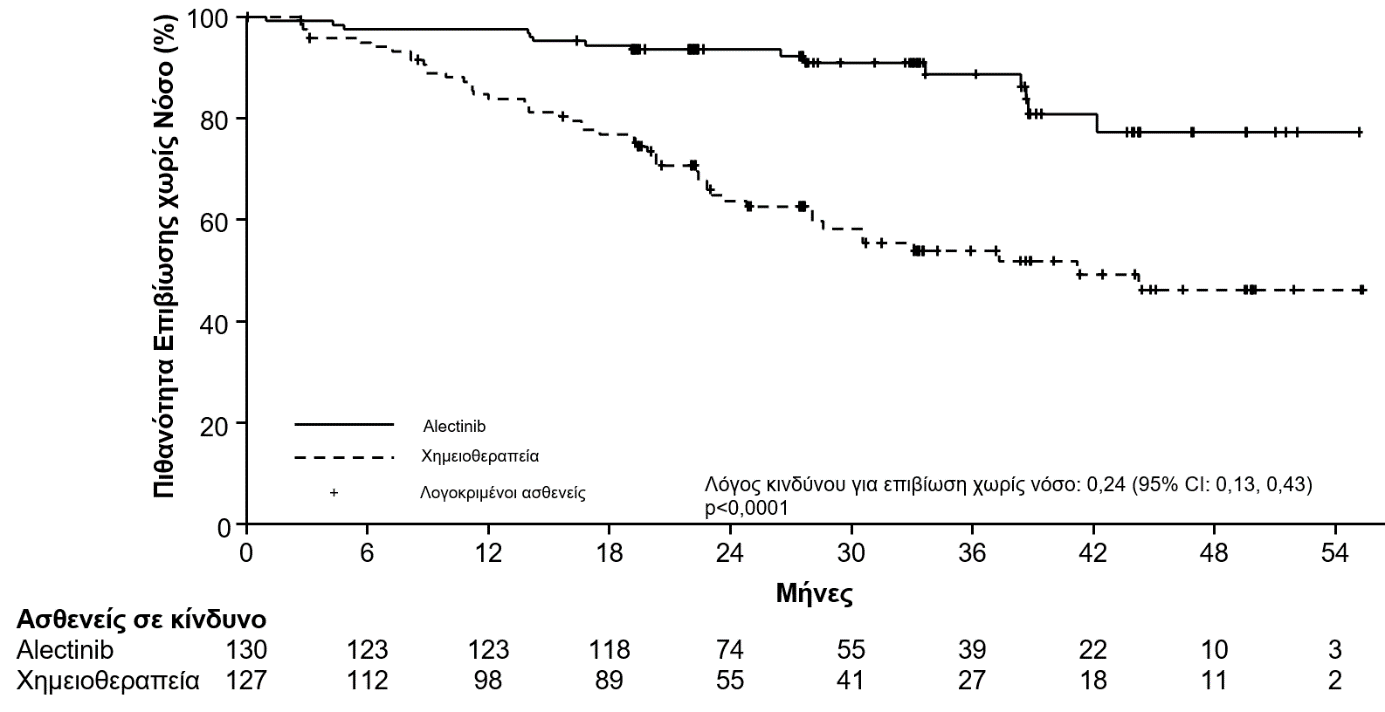 Πιθανότητα Επιβίωσης χωρίς Νόσο (%)
100
80
60
40
20
0
Alectinib
Χημειοθεραπεία
+ Λογοκριμένοι ασθενείς
Λόγος κινδύνου για επιβίωση χωρίς νόσο: 0,24 (95% CI: 0,13, 0,43)
p<0,0001
0 6 12 18 24 30 36 42 48 54
Μήνες
Ασθενείς σε κίνδυνο
Alectinib 130 123 123 118 74 55 39 22 10 3
Χημειοθεραπεία 127 112 98 89 55 41 27 18 11 2